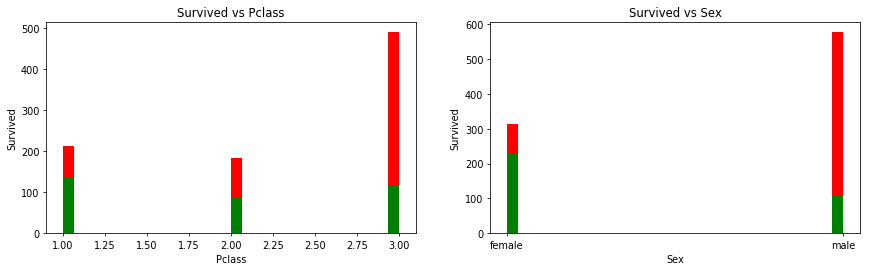 Survived vs Pclass
Survived
500
400
300
200
100
0
1.00 1.25 1.50 1.75 2.00 2.25 2.50 2.75 3.00
Pclass
Survived vs Sex
Survived
600
500
400
300
200
100
0
female male
Sex